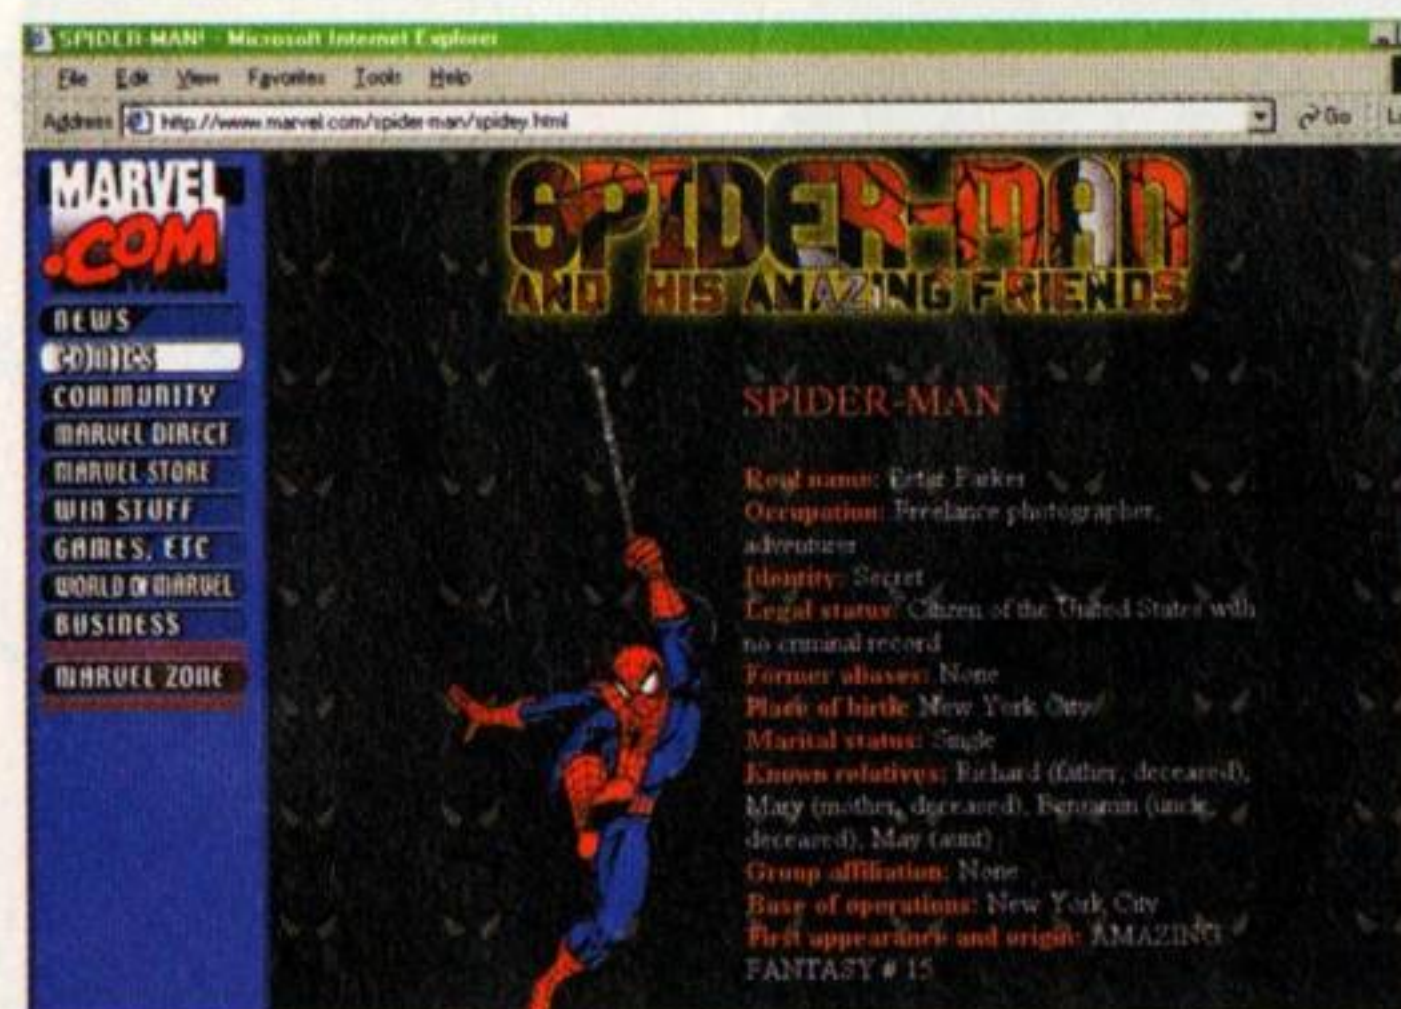 SPIDER-MAN! - Microsoft Internet Explorer
File Edit View Favorites Tools Help
Address http://www.marvel.com/spider-man/spidey.html Go
MARVEL
.COM
NEWS
COMICS
COMMUNITY
MARVEL DIRECT
MARVEL STORE
WIN STUFF
GAMES, ETC
WORLD OF MARVEL
BUSINESS
MARVEL ZONE
SPIDER-MAN
AND HIS AMAZING FRIENDS
SPIDER-MAN
Real name: Peter Parker
Occupation: Freelance photographer,
adventurer
Identity: Secret
Legal status: Citizen of the United States with
no criminal record
Former aliases: None
Place of birth: New York City
Marital status: Single
Known relatives: Richard (father, deceased),
Mary (mother, deceased), Benjamin (uncle,
deceased), May (aunt)
Group affiliation: None
Base of operations: New York City
First appearance and origin: AMAZING
FANTASY # 15